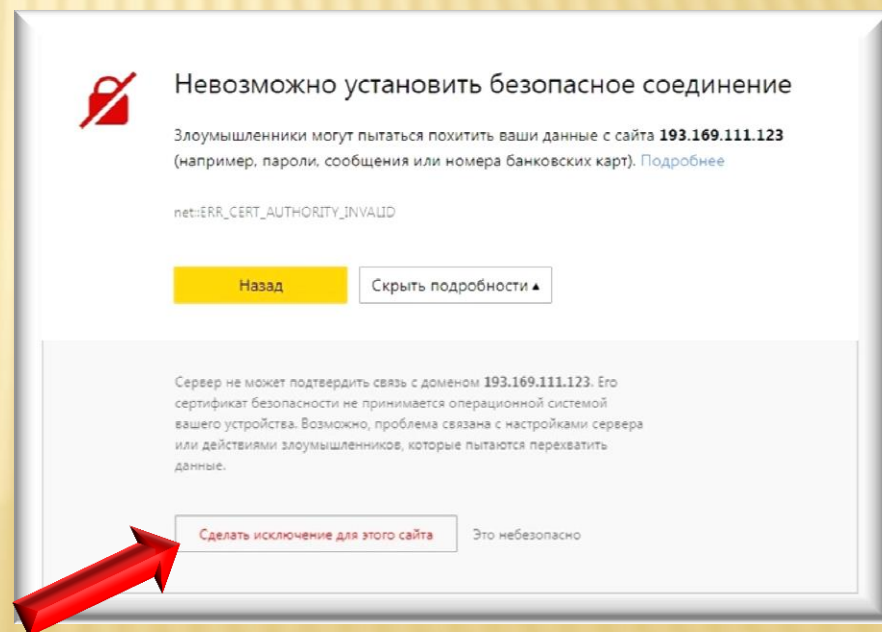 Невозможно установить безопасное соединение
Злоумышленники могут пытаться похитить ваши данные с сайта 193.169.111.123
(например, пароли, сообщения или номера банковских карт). Подробнее
net::ERR_CERT_AUTHORITY_INVALID
Назад Скрыть подробности ▴
Сервер не может подтвердить связь с доменом 193.169.111.123. Его
сертификат безопасности не принимается операционной системой
вашего устройства. Возможно, проблема связана с настройками сервера
или действиями злоумышленников, которые пытаются перехватить
данные.
Сделать исключение для этого сайта Это небезопасно